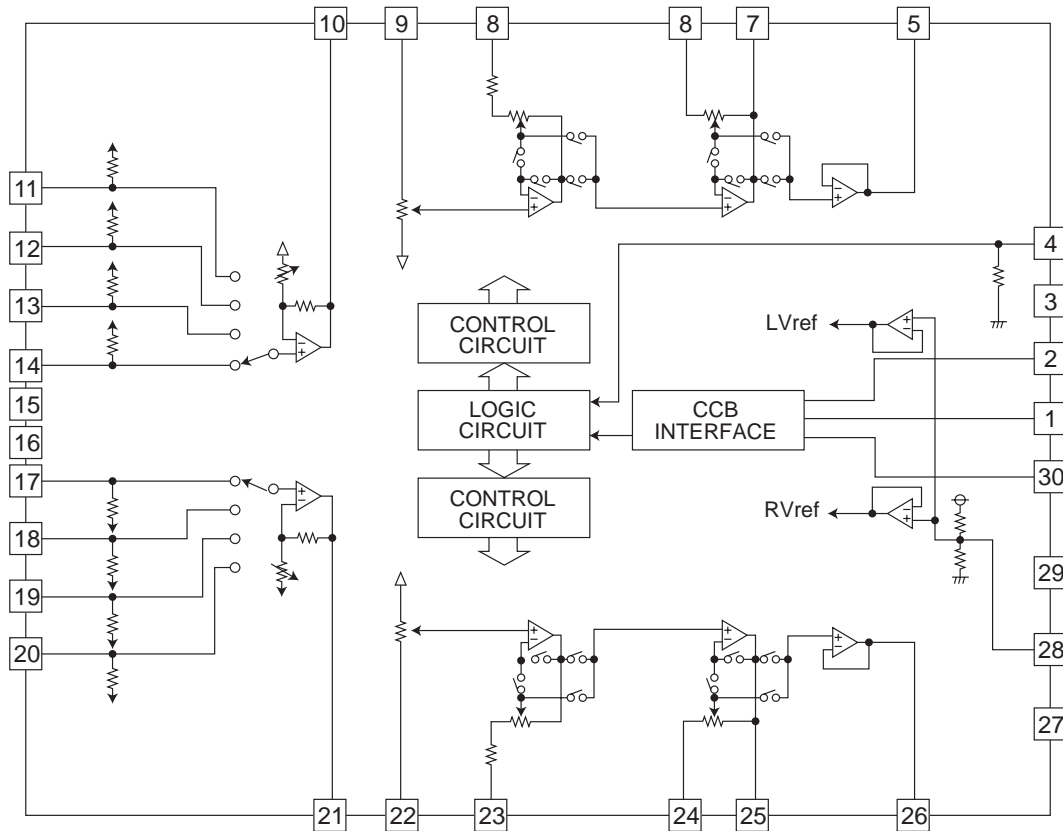 10 9 8 8 7 5
11
12
13
14
15
16
17
18
19
20
4
3
2
1
30
29
28
27
CONTROL
CIRCUIT
LOGIC
CIRCUIT
CONTROL
CIRCUIT
CCB
INTERFACE
LVref
RVref
21 22 23 24 25 26